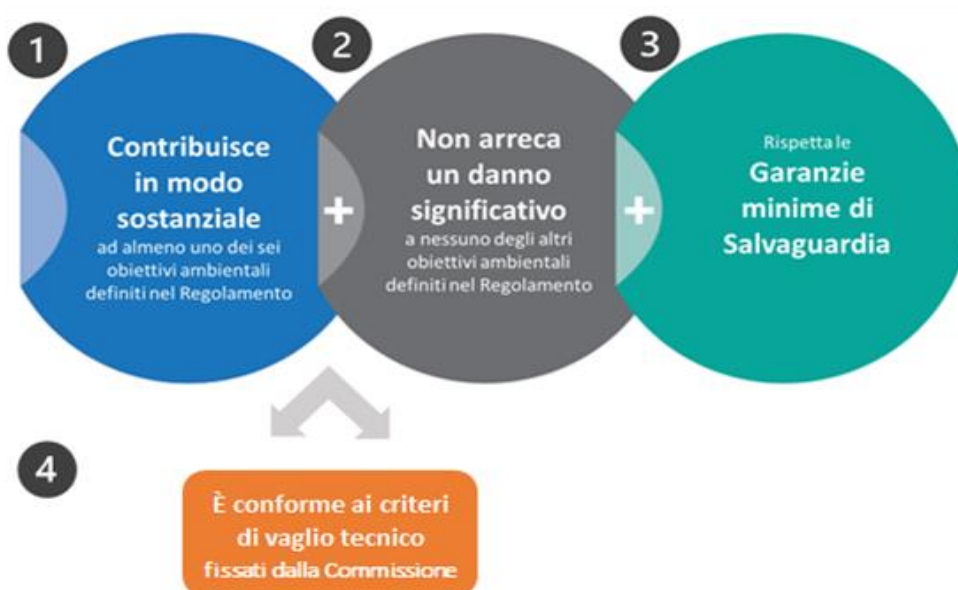 1
Contribuisce
in modo
sostanziale
ad almeno uno dei sei
obiettivi ambientali
definiti nel Regolamento
+
2
Non arreca
un danno
significativo
a nessuno degli altri
obiettivi ambientali
definiti nel Regolamento
+
3
Rispetta le
Garanzie
minime di
Salvaguardia
4
È conforme ai criteri
di vaglio tecnico
fissati dalla Commissione